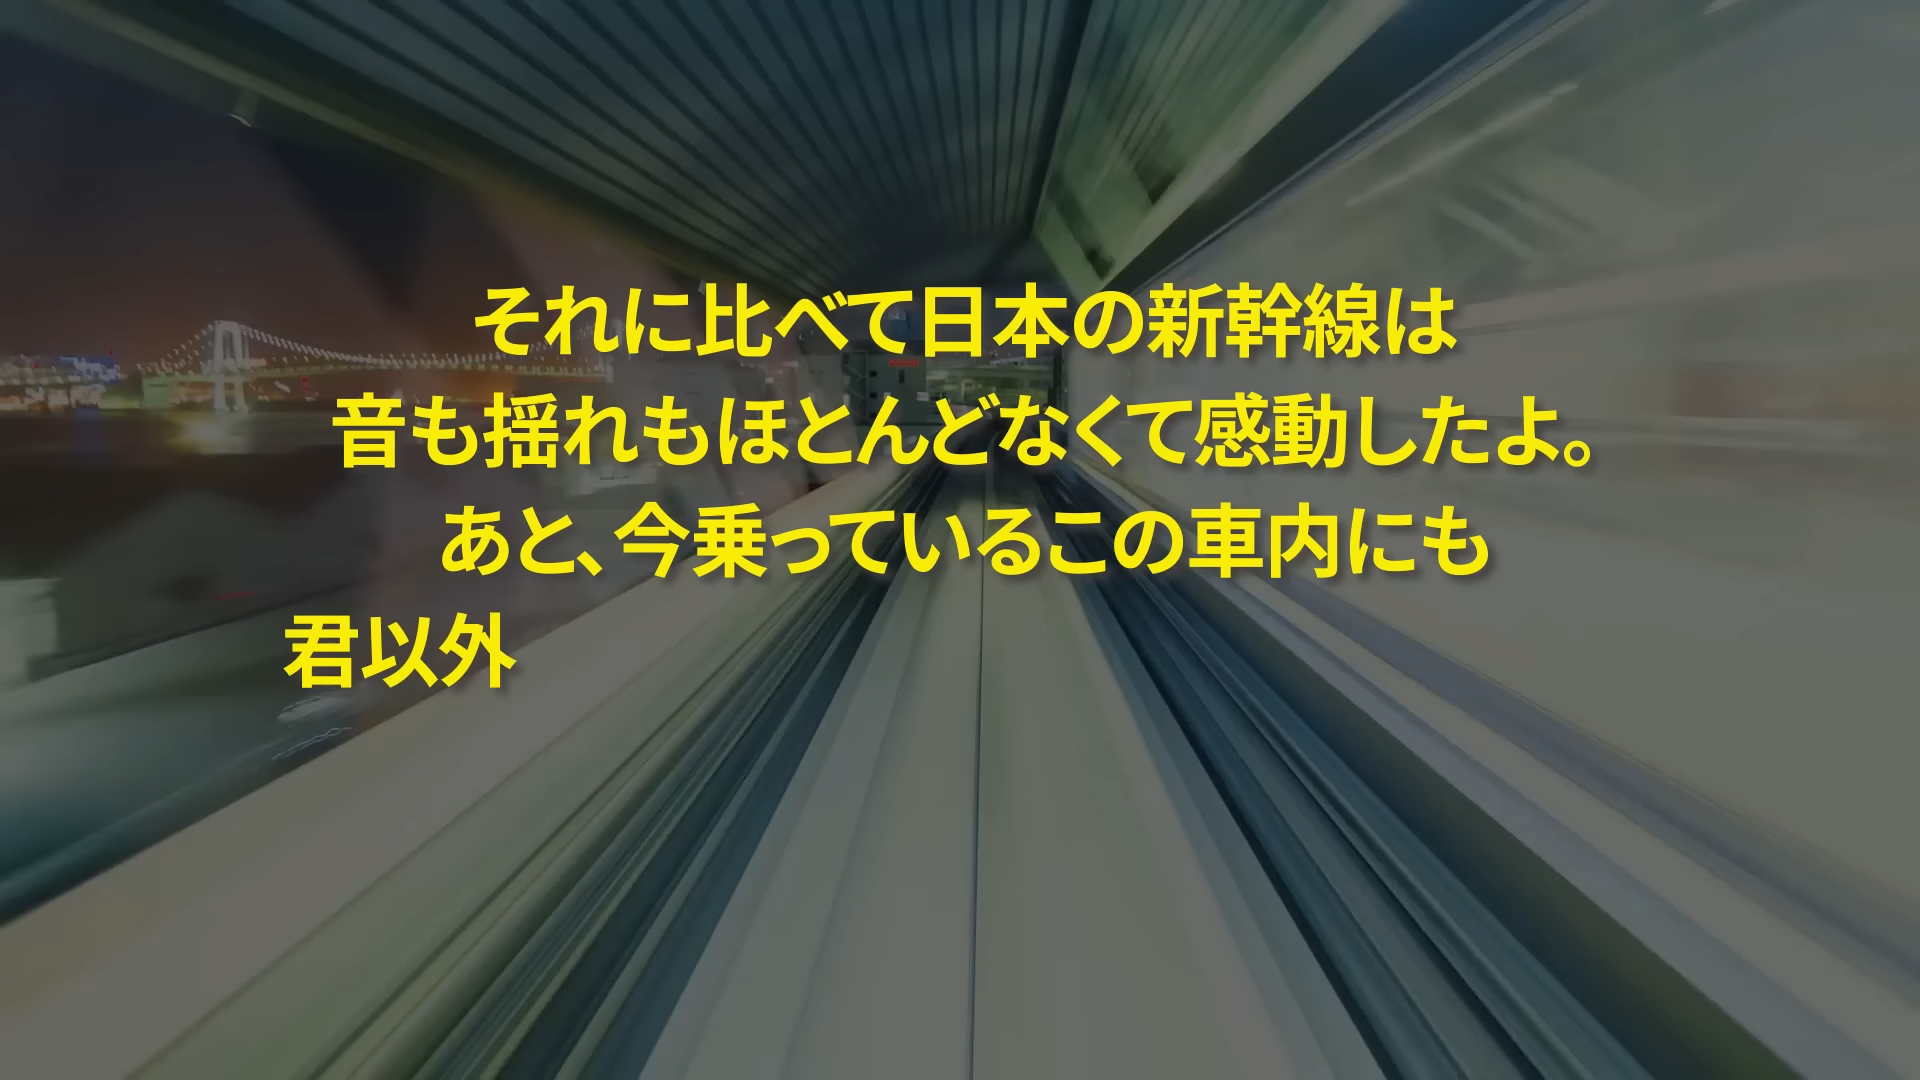 それに比べて日本の新幹線は
音も揺れもほとんどなくて感動したよ。
あと、今乗っているこの車内にも
君以外